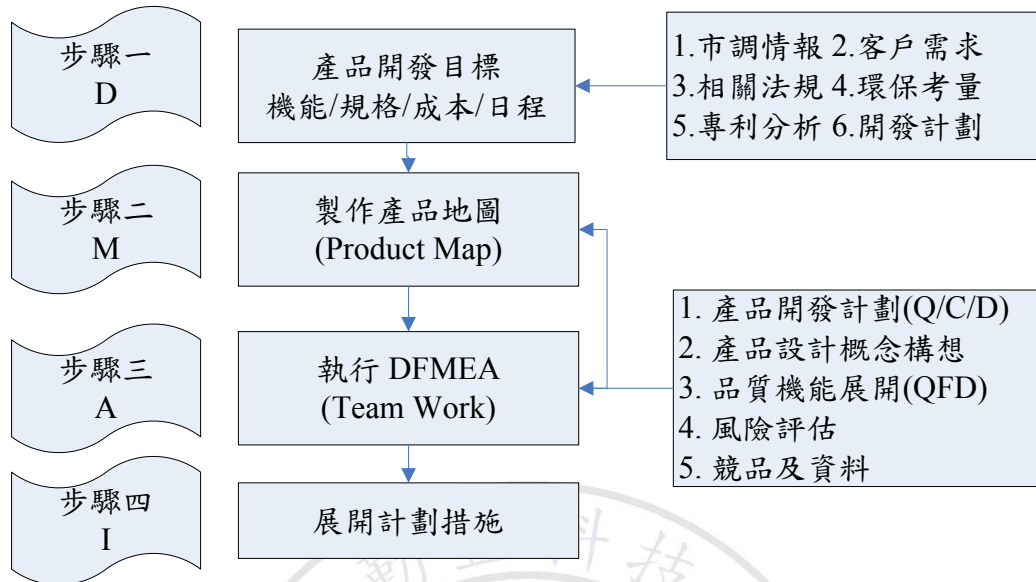 步驟一
D
產品開發目標
機能/規格/成本/日程
1.市調情報 2.客戶需求
3.相關法規 4.環保考量
5.專利分析 6.開發計劃
步驟二
M
製作產品地圖
(Product Map)
步驟三
A
執行 DFMEA
(Team Work)
1. 產品開發計劃(Q/C/D)
2. 產品設計概念構想
3. 品質機能展開(QFD)
4. 風險評估
5. 競品及資料
步驟四
I
展開計劃措施
勤益科技